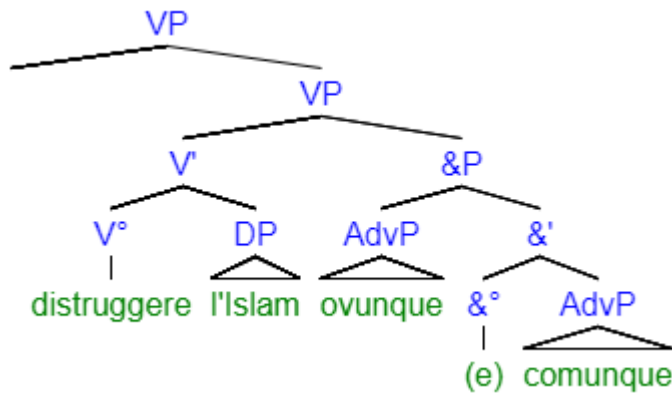 VP
VP
V' &P
V° DP AdvP &'
distruggere l'Islam ovunque &° AdvP
(e) comunque